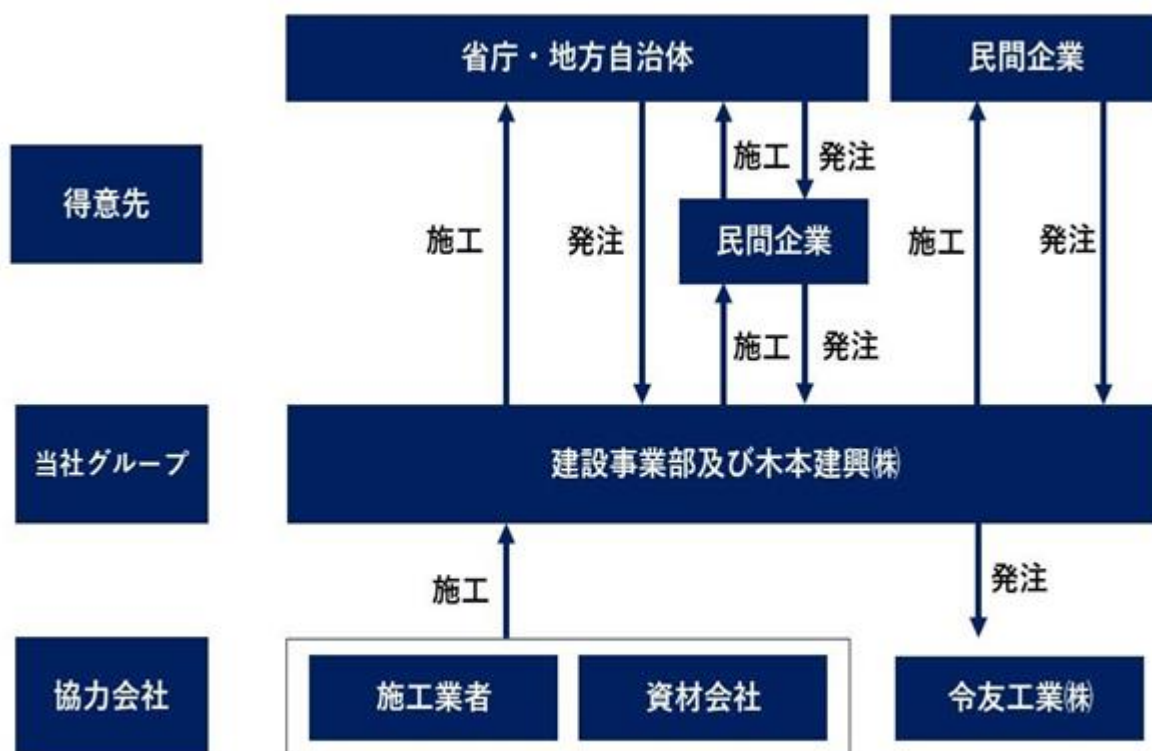 省庁・地方自治体
民間企業
施工
発注
得意先
民間企業
施工
発注
施工
発注
施工
発注
当社グループ
建設事業部及び木本建興㈱
施工
発注
協力会社
施工業者
資材会社
令友工業㈱